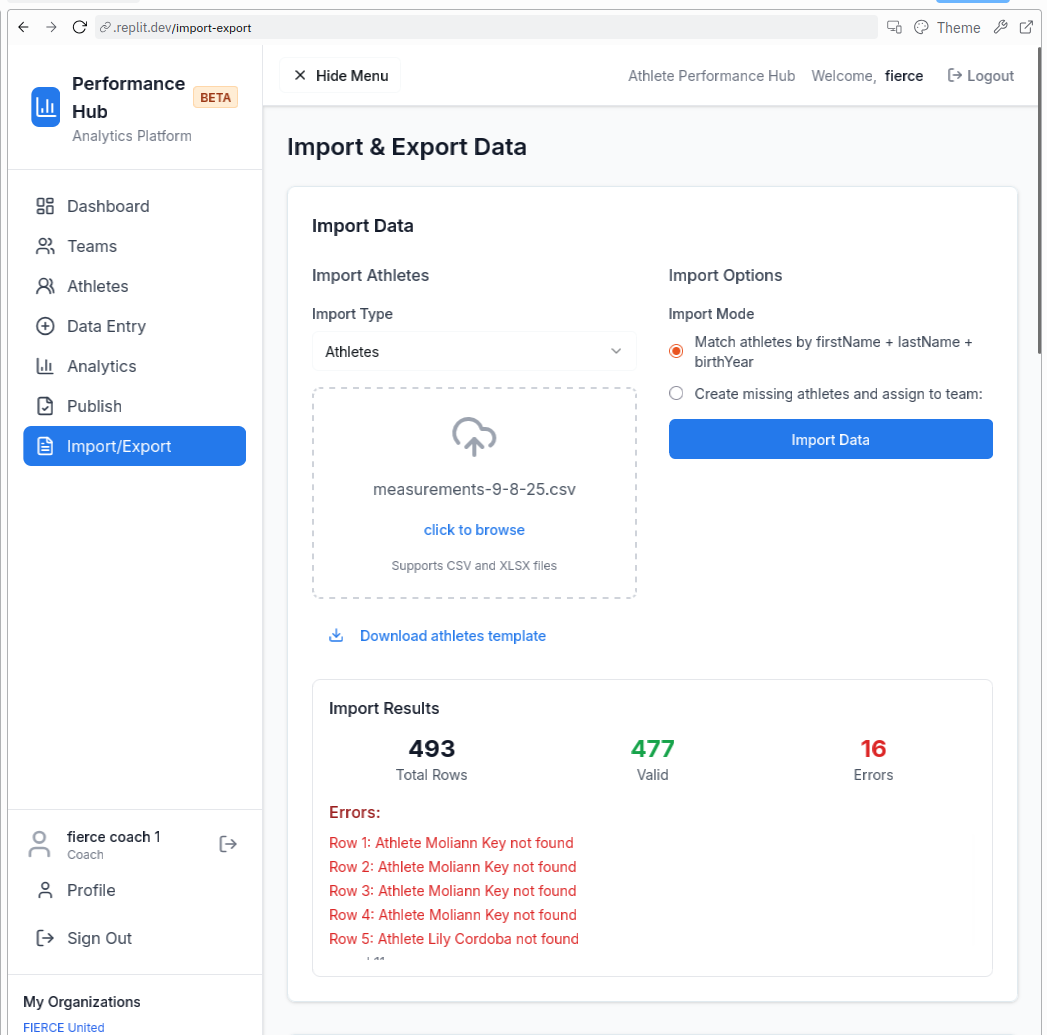 .replit.dev/import-export
Theme
Performance
Hub
BETA
Analytics Platform
Dashboard
Teams
Athletes
Data Entry
Analytics
Publish
Import/Export
fierce coach 1
Coach
Profile
Sign Out
My Organizations
FIERCE United
Hide Menu
Athlete Performance Hub
Welcome, fierce
Logout
Import & Export Data
Import Data
Import Athletes
Import Type
Athletes
measurements-9-8-25.csv
click to browse
Supports CSV and XLSX files
Download athletes template
Import Options
Import Mode
Match athletes by firstName + lastName +
birthYear
Create missing athletes and assign to team:
Import Data
Import Results
493
Total Rows
477
Valid
16
Errors
Errors:
Row 1: Athlete Moliann Key not found
Row 2: Athlete Moliann Key not found
Row 3: Athlete Moliann Key not found
Row 4: Athlete Moliann Key not found
Row 5: Athlete Lily Cordoba not found